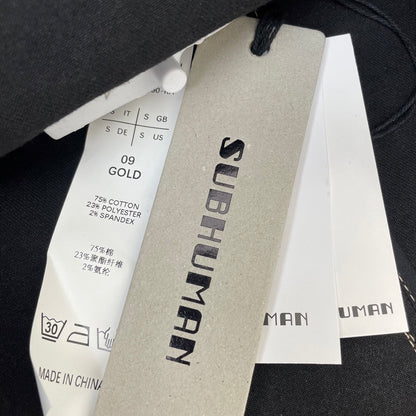 S IT S GB
S DE S US
09
GOLD
75% COTTON
23% POLYESTER
2% SPANDEX
75%棉
23%聚酯纤维
2%氨纶
30
A
MADE IN CHINA
SUBHUMAN
MAN
MAN